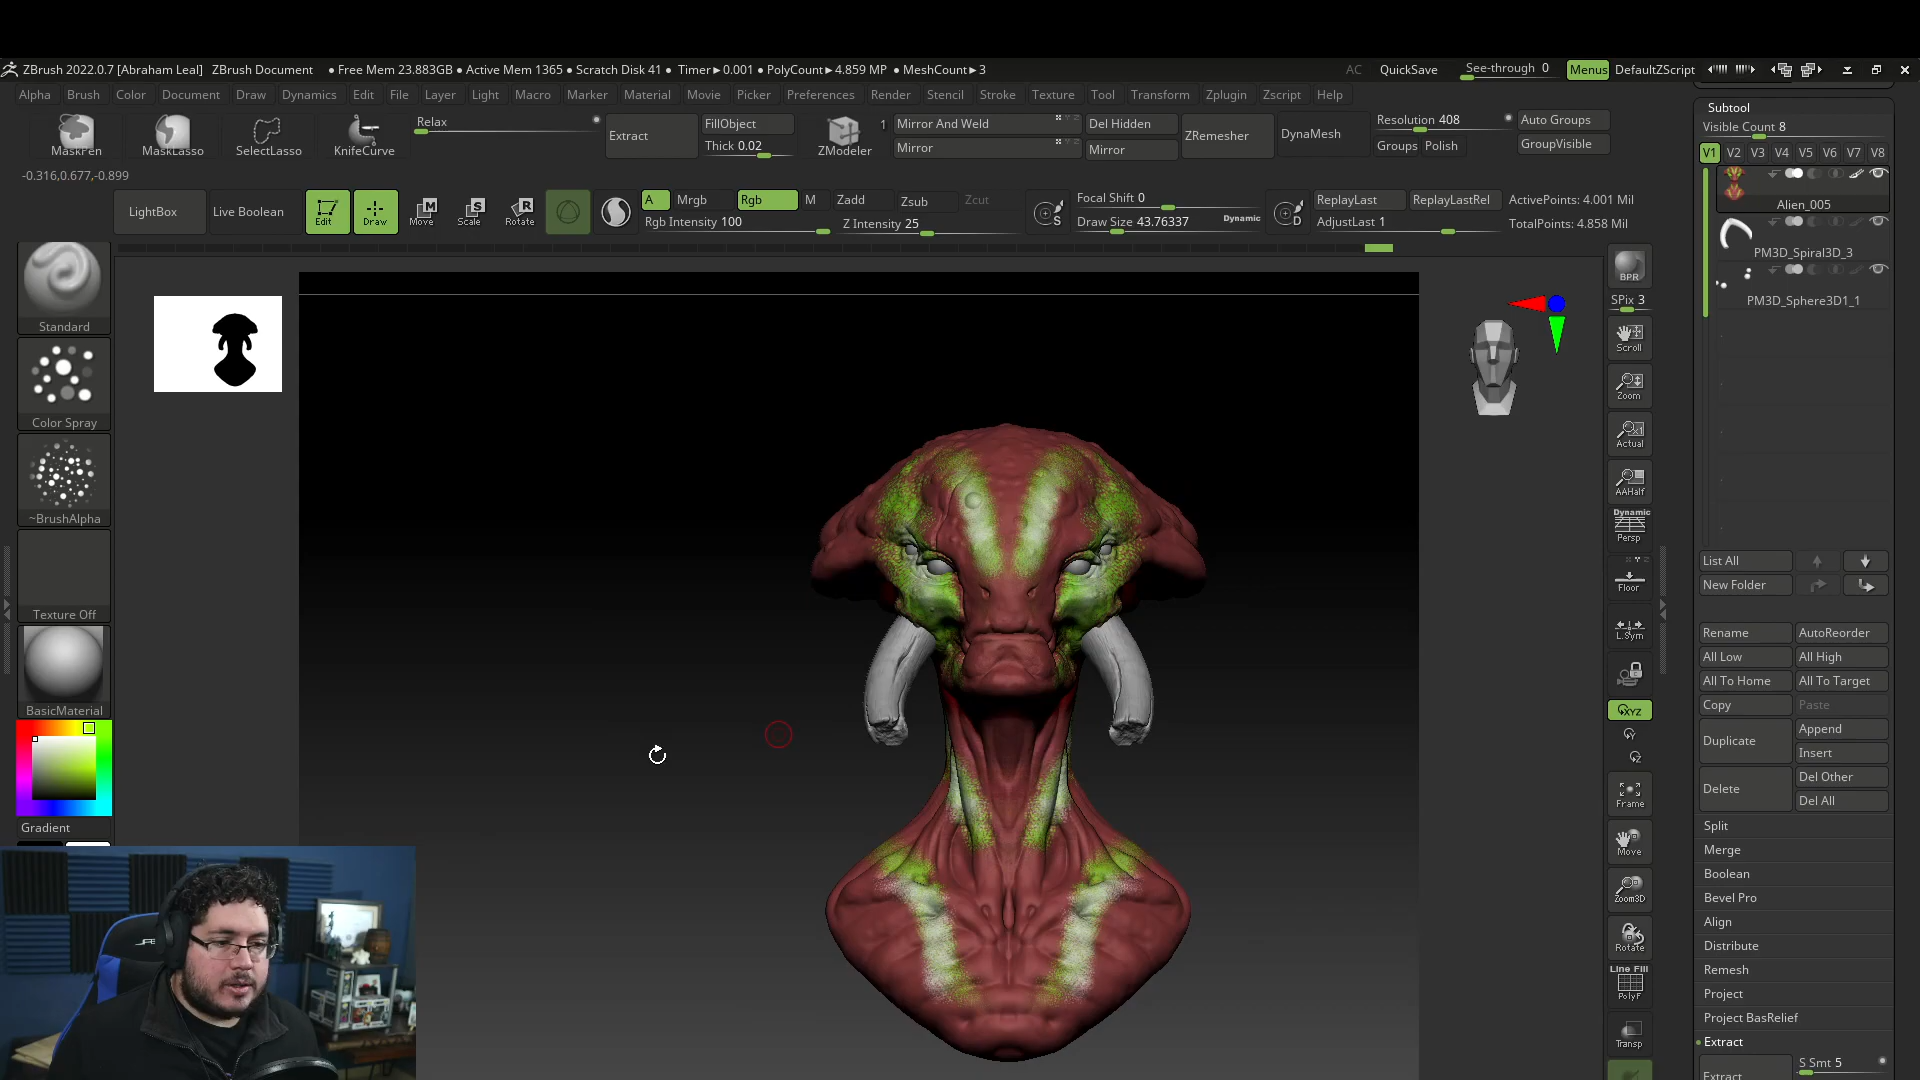 ZBrush 2022.0.7 [Abraham Leal] ZBrush Document ● Free Mem 23.883GB ● Active Mem 1365 ● Scratch Disk 41 ● Timer►0.001 ● PolyCount►4.859 MP ● MeshCount►3
AC QuickSave See-through 0 Menus DefaultZScript
Alpha Brush Color Document Draw Dynamics Edit File Layer Light Macro Marker Material Movie Picker Preferences Render Stencil Stroke Texture Tool Transform Zplugin Zscript Help
MaskPen MaskLasso SelectLasso KnifeCurve
Relax
Extract
FillObject
Thick 0.02
ZModeler
1
Mirror And Weld
Mirror
Del Hidden
Mirror
ZRemesher
DynaMesh
Resolution 408
Groups Polish
Auto Groups
GroupVisible
-0.316,0.677,-0.899
LightBox
Live Boolean
Edit
Draw
Move
Scale
Rotate
A Mrgb Rgb M Zadd Zsub Zcut
Rgb Intensity 100 Z Intensity 25
S
Focal Shift 0
Draw Size 43.76337 Dynamic
D
ReplayLast ReplayLastRel
AdjustLast 1
ActivePoints: 4.001 Mil
TotalPoints: 4.858 Mil
Standard
Color Spray
~BrushAlpha
Texture Off
BasicMaterial
Gradient
BPR
SPix 3
Scroll
Zoom
Actual
AAHalf
Dynamic
Persp
Floor
L.Sym
XYZ
Frame
Move
Zoom3D
Rotate
Line Fill
PolyF
Transp
Subtool
Visible Count 8
V1 V2 V3 V4 V5 V6 V7 V8
Alien_005
PM3D_Spiral3D_3
PM3D_Sphere3D1_1
List All
New Folder
Rename AutoReorder
All Low All High
All To Home All To Target
Copy Paste
Duplicate
Append
Insert
Delete
Del Other
Del All
Split
Merge
Boolean
Bevel Pro
Align
Distribute
Remesh
Project
Project BasRelief
Extract
Extract
S Smt 5